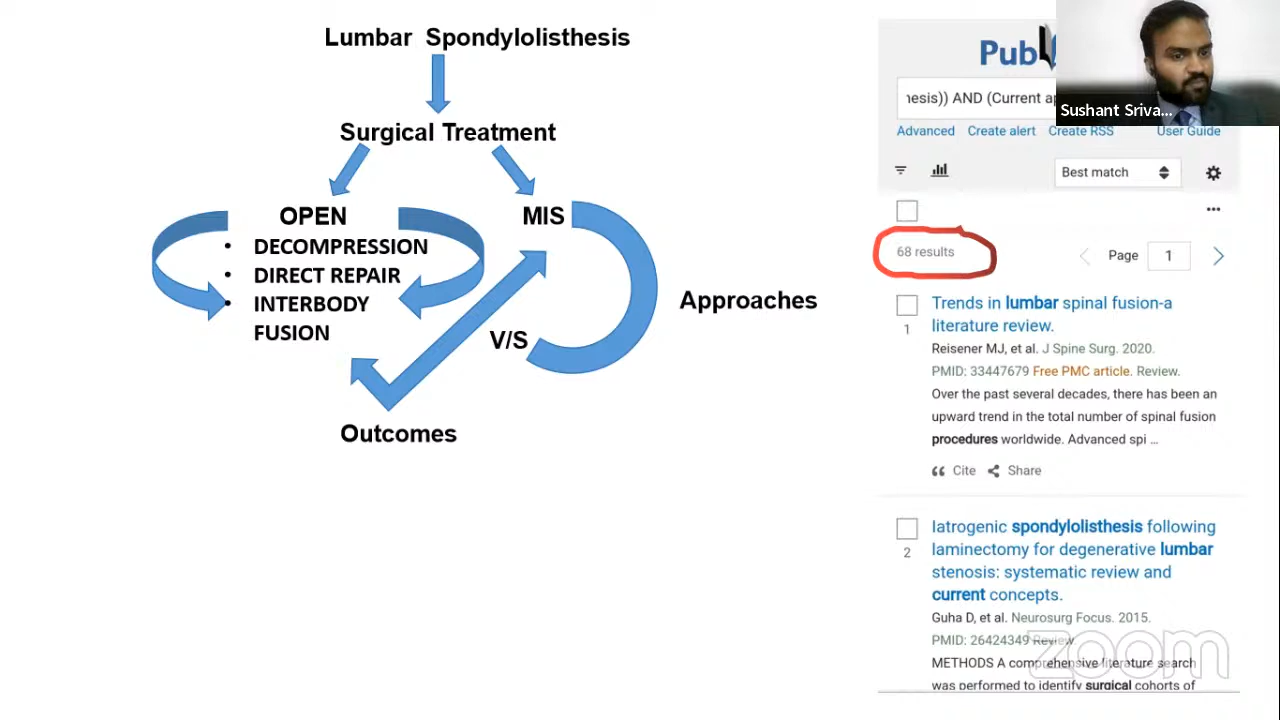 Lumbar Spondylolisthesis
Surgical Treatment
OPEN
MIS
• DECOMPRESSION
• DIRECT REPAIR
• INTERBODY
FUSION
V/S
Approaches
Outcomes
Pub
Sushant Sriva...
nesis)) AND (Current ap
Advanced Create alert Create RSS User Guide
Best match
68 results
Page 1
1
Trends in lumbar spinal fusion-a
literature review.
Reisener MJ, et al. J Spine Surg. 2020.
PMID: 33447679 Free PMC article. Review.
Over the past several decades, there has been an
upward trend in the total number of spinal fusion
procedures worldwide. Advanced spi ...
Cite Share
2
Iatrogenic spondylolisthesis following
laminectomy for degenerative lumbar
stenosis: systematic review and
current concepts.
Guha D, et al. Neurosurg Focus. 2015.
PMID: 26424349 Review.
METHODS A comprehensive literature search
was performed to identify surgical cohorts of
zoom